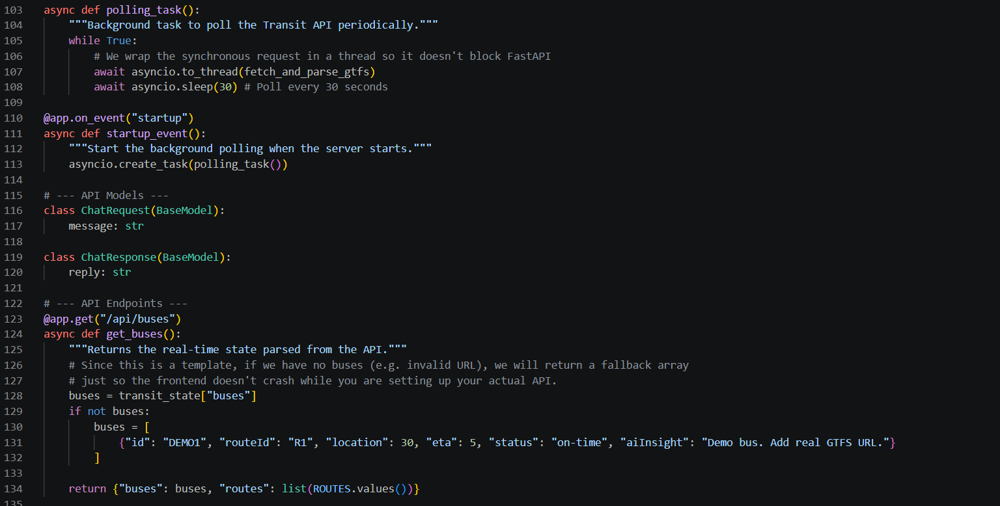 103 async def polling_task():
104     """Background task to poll the Transit API periodically."""
105     while True:
106         # We wrap the synchronous request in a thread so it doesn't block FastAPI
107         await asyncio.to_thread(fetch_and_parse_gtfs)
108         await asyncio.sleep(30) # Poll every 30 seconds
109
110 @app.on_event("startup")
111 async def startup_event():
112     """Start the background polling when the server starts."""
113     asyncio.create_task(polling_task())
114
115 # --- API Models ---
116 class ChatRequest(BaseModel):
117     message: str
118
119 class ChatResponse(BaseModel):
120     reply: str
121
122 # --- API Endpoints ---
123 @app.get("/api/buses")
124 async def get_buses():
125     """Returns the real-time state parsed from the API."""
126     # Since this is a template, if we have no buses (e.g. invalid URL), we will return a fallback array
127     # just so the frontend doesn't crash while you are setting up your actual API.
128     buses = transit_state["buses"]
129     if not buses:
130         buses = [
131             {"id": "DEMO1", "routeId": "R1", "location": 30, "eta": 5, "status": "on-time", "aiInsight": "Demo bus. Add real GTFS URL."}
132         ]
133
134     return {"buses": buses, "routes": list(ROUTES.values())}
135